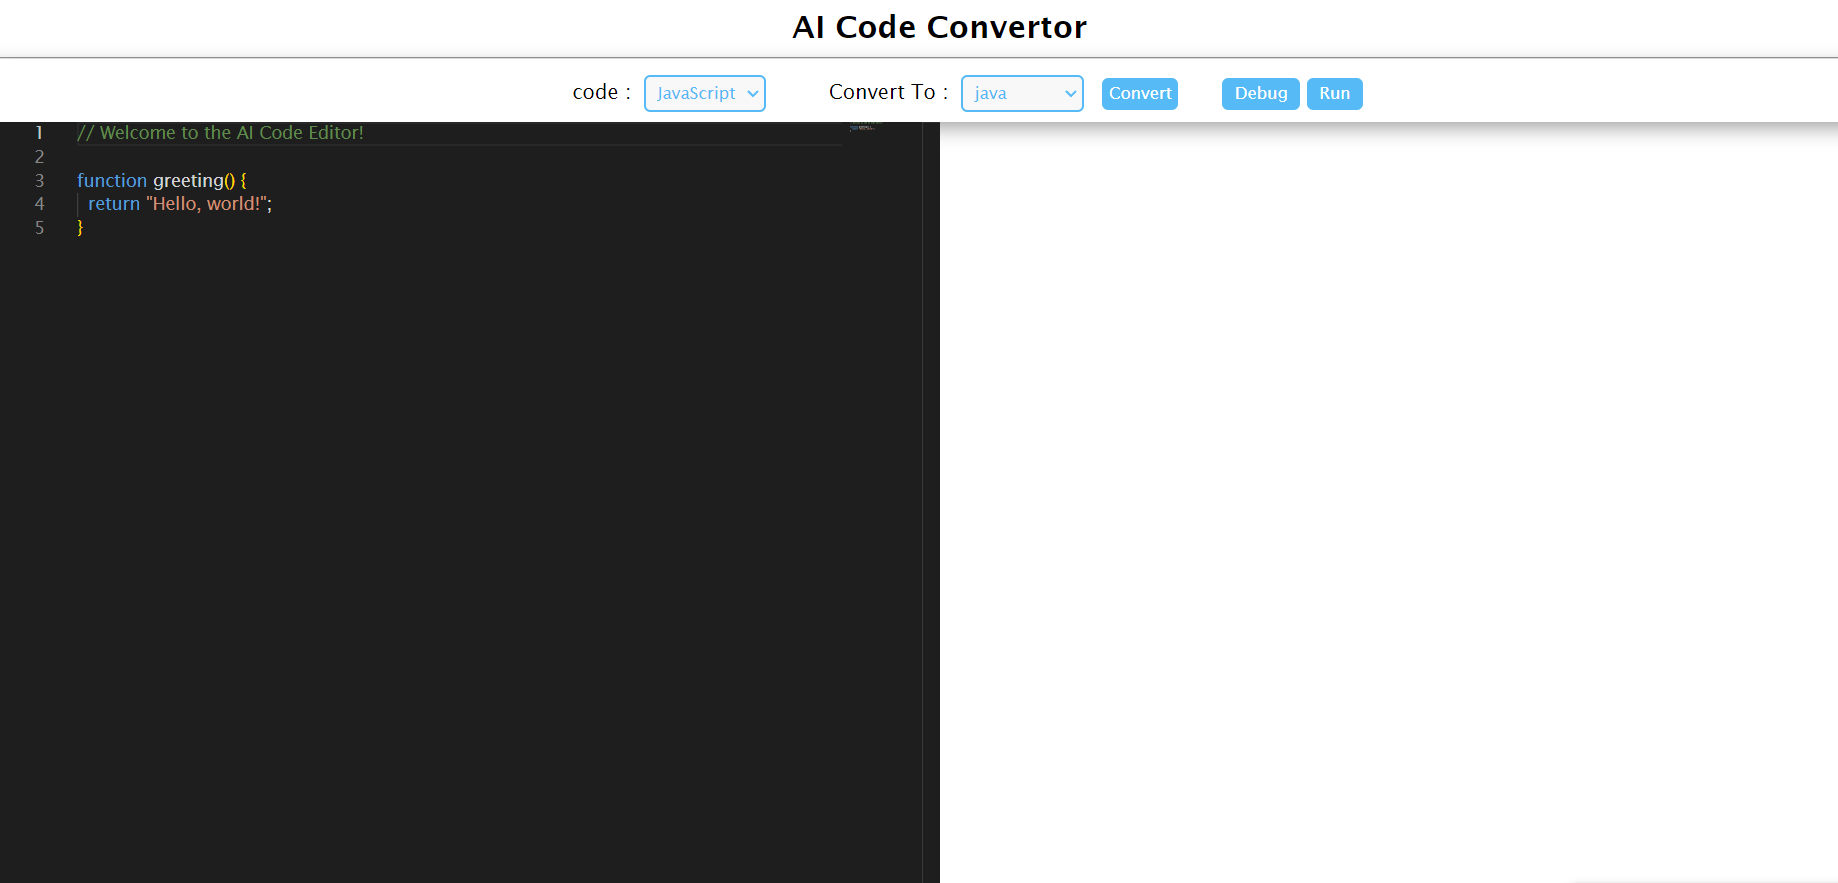 AI Code Convertor
code : JavaScript Convert To : java Convert Debug Run
1 // Welcome to the AI Code Editor!
2
3 function greeting() {
4 return "Hello, world!";
5 }